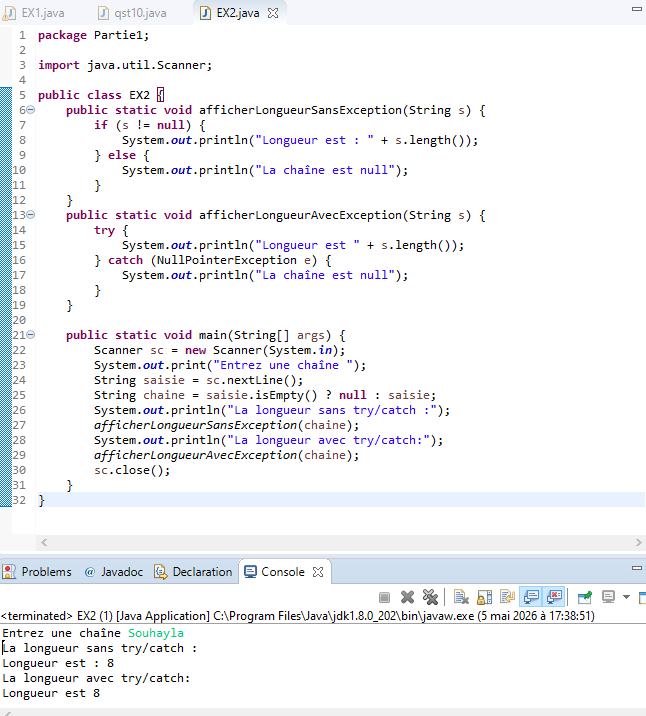 EX1.java qst10.java EX2.java
1 package Partie1;
2
3 import java.util.Scanner;
4
5 public class EX2 {
6 public static void afficherLongueurSansException(String s) {
7 if (s != null) {
8 System.out.println("Longueur est : " + s.length());
9 } else {
10 System.out.println("La chaîne est null");
11 }
12 }
13 public static void afficherLongueurAvecException(String s) {
14 try {
15 System.out.println("Longueur est " + s.length());
16 } catch (NullPointerException e) {
17 System.out.println("La chaîne est null");
18 }
19 }
20
21 public static void main(String[] args) {
22 Scanner sc = new Scanner(System.in);
23 System.out.print("Entrez une chaîne ");
24 String saisie = sc.nextLine();
25 String chaine = saisie.isEmpty() ? null : saisie;
26 System.out.println("La longueur sans try/catch :");
27 afficherLongueurSansException(chaine);
28 System.out.println("La longueur avec try/catch:");
29 afficherLongueurAvecException(chaine);
30 sc.close();
31 }
32 }
Problems @ Javadoc Declaration Console
<terminated> EX2 (1) [Java Application] C:\Program Files\Java\jdk1.8.0_202\bin\javaw.exe (5 mai 2026 à 17:38:51)
Entrez une chaîne Souhayla
La longueur sans try/catch :
Longueur est : 8
La longueur avec try/catch:
Longueur est 8